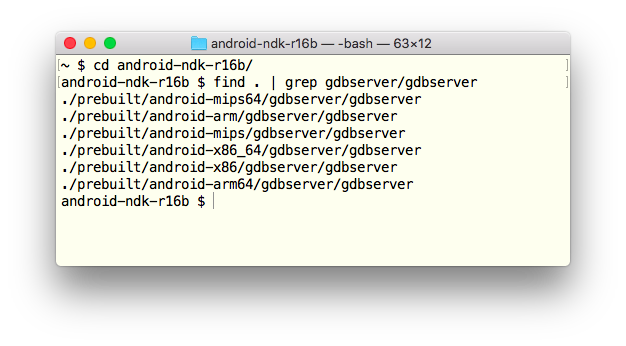 android-ndk-r16b — -bash — 63×12
[~ $ cd android-ndk-r16b/ ]
[android-ndk-r16b $ find . | grep gdbserver/gdbserver ]
./prebuilt/android-mips64/gdbserver/gdbserver
./prebuilt/android-arm/gdbserver/gdbserver
./prebuilt/android-mips/gdbserver/gdbserver
./prebuilt/android-x86_64/gdbserver/gdbserver
./prebuilt/android-x86/gdbserver/gdbserver
./prebuilt/android-arm64/gdbserver/gdbserver
android-ndk-r16b $